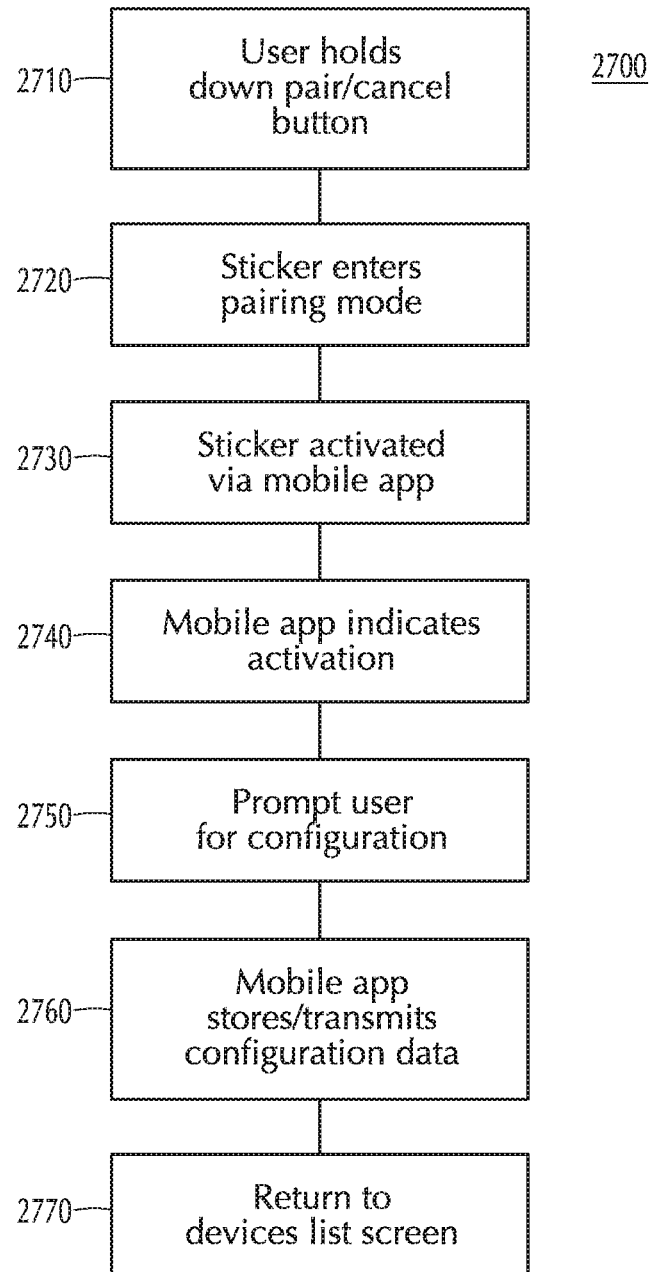 2700
2710
User holds
down pair/cancel
button
2720
Sticker enters
pairing mode
2730
Sticker activated
via mobile app
2740
Mobile app indicates
activation
2750
Prompt user
for configuration
2760
Mobile app
stores/transmits
configuration data
2770
Return to
devices list screen